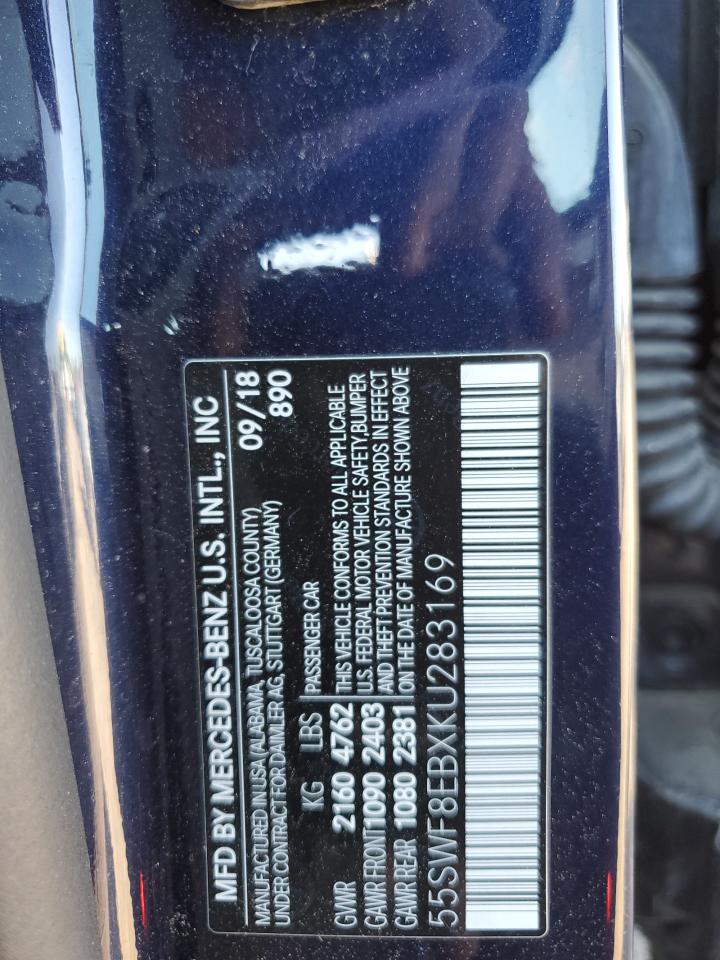 MFD BY MERCEDES-BENZ U.S. INTL., INC
MANUFACTURED IN USA (ALABAMA, TUSCALOOSA COUNTY) 09/18
UNDER CONTRACT FOR DAIMLER AG, STUTTGART (GERMANY) 890
KG LBS PASSENGER CAR
GVWR 2160 4762 THIS VEHICLE CONFORMS TO ALL APPLICABLE
GAWR FRONT 1090 2403 U.S. FEDERAL MOTOR VEHICLE SAFETY,BUMPER
AND THEFT PREVENTION STANDARDS IN EFFECT
GAWR REAR 1080 2381 ON THE DATE OF MANUFACTURE SHOWN ABOVE
55SWF8EBXKU283169